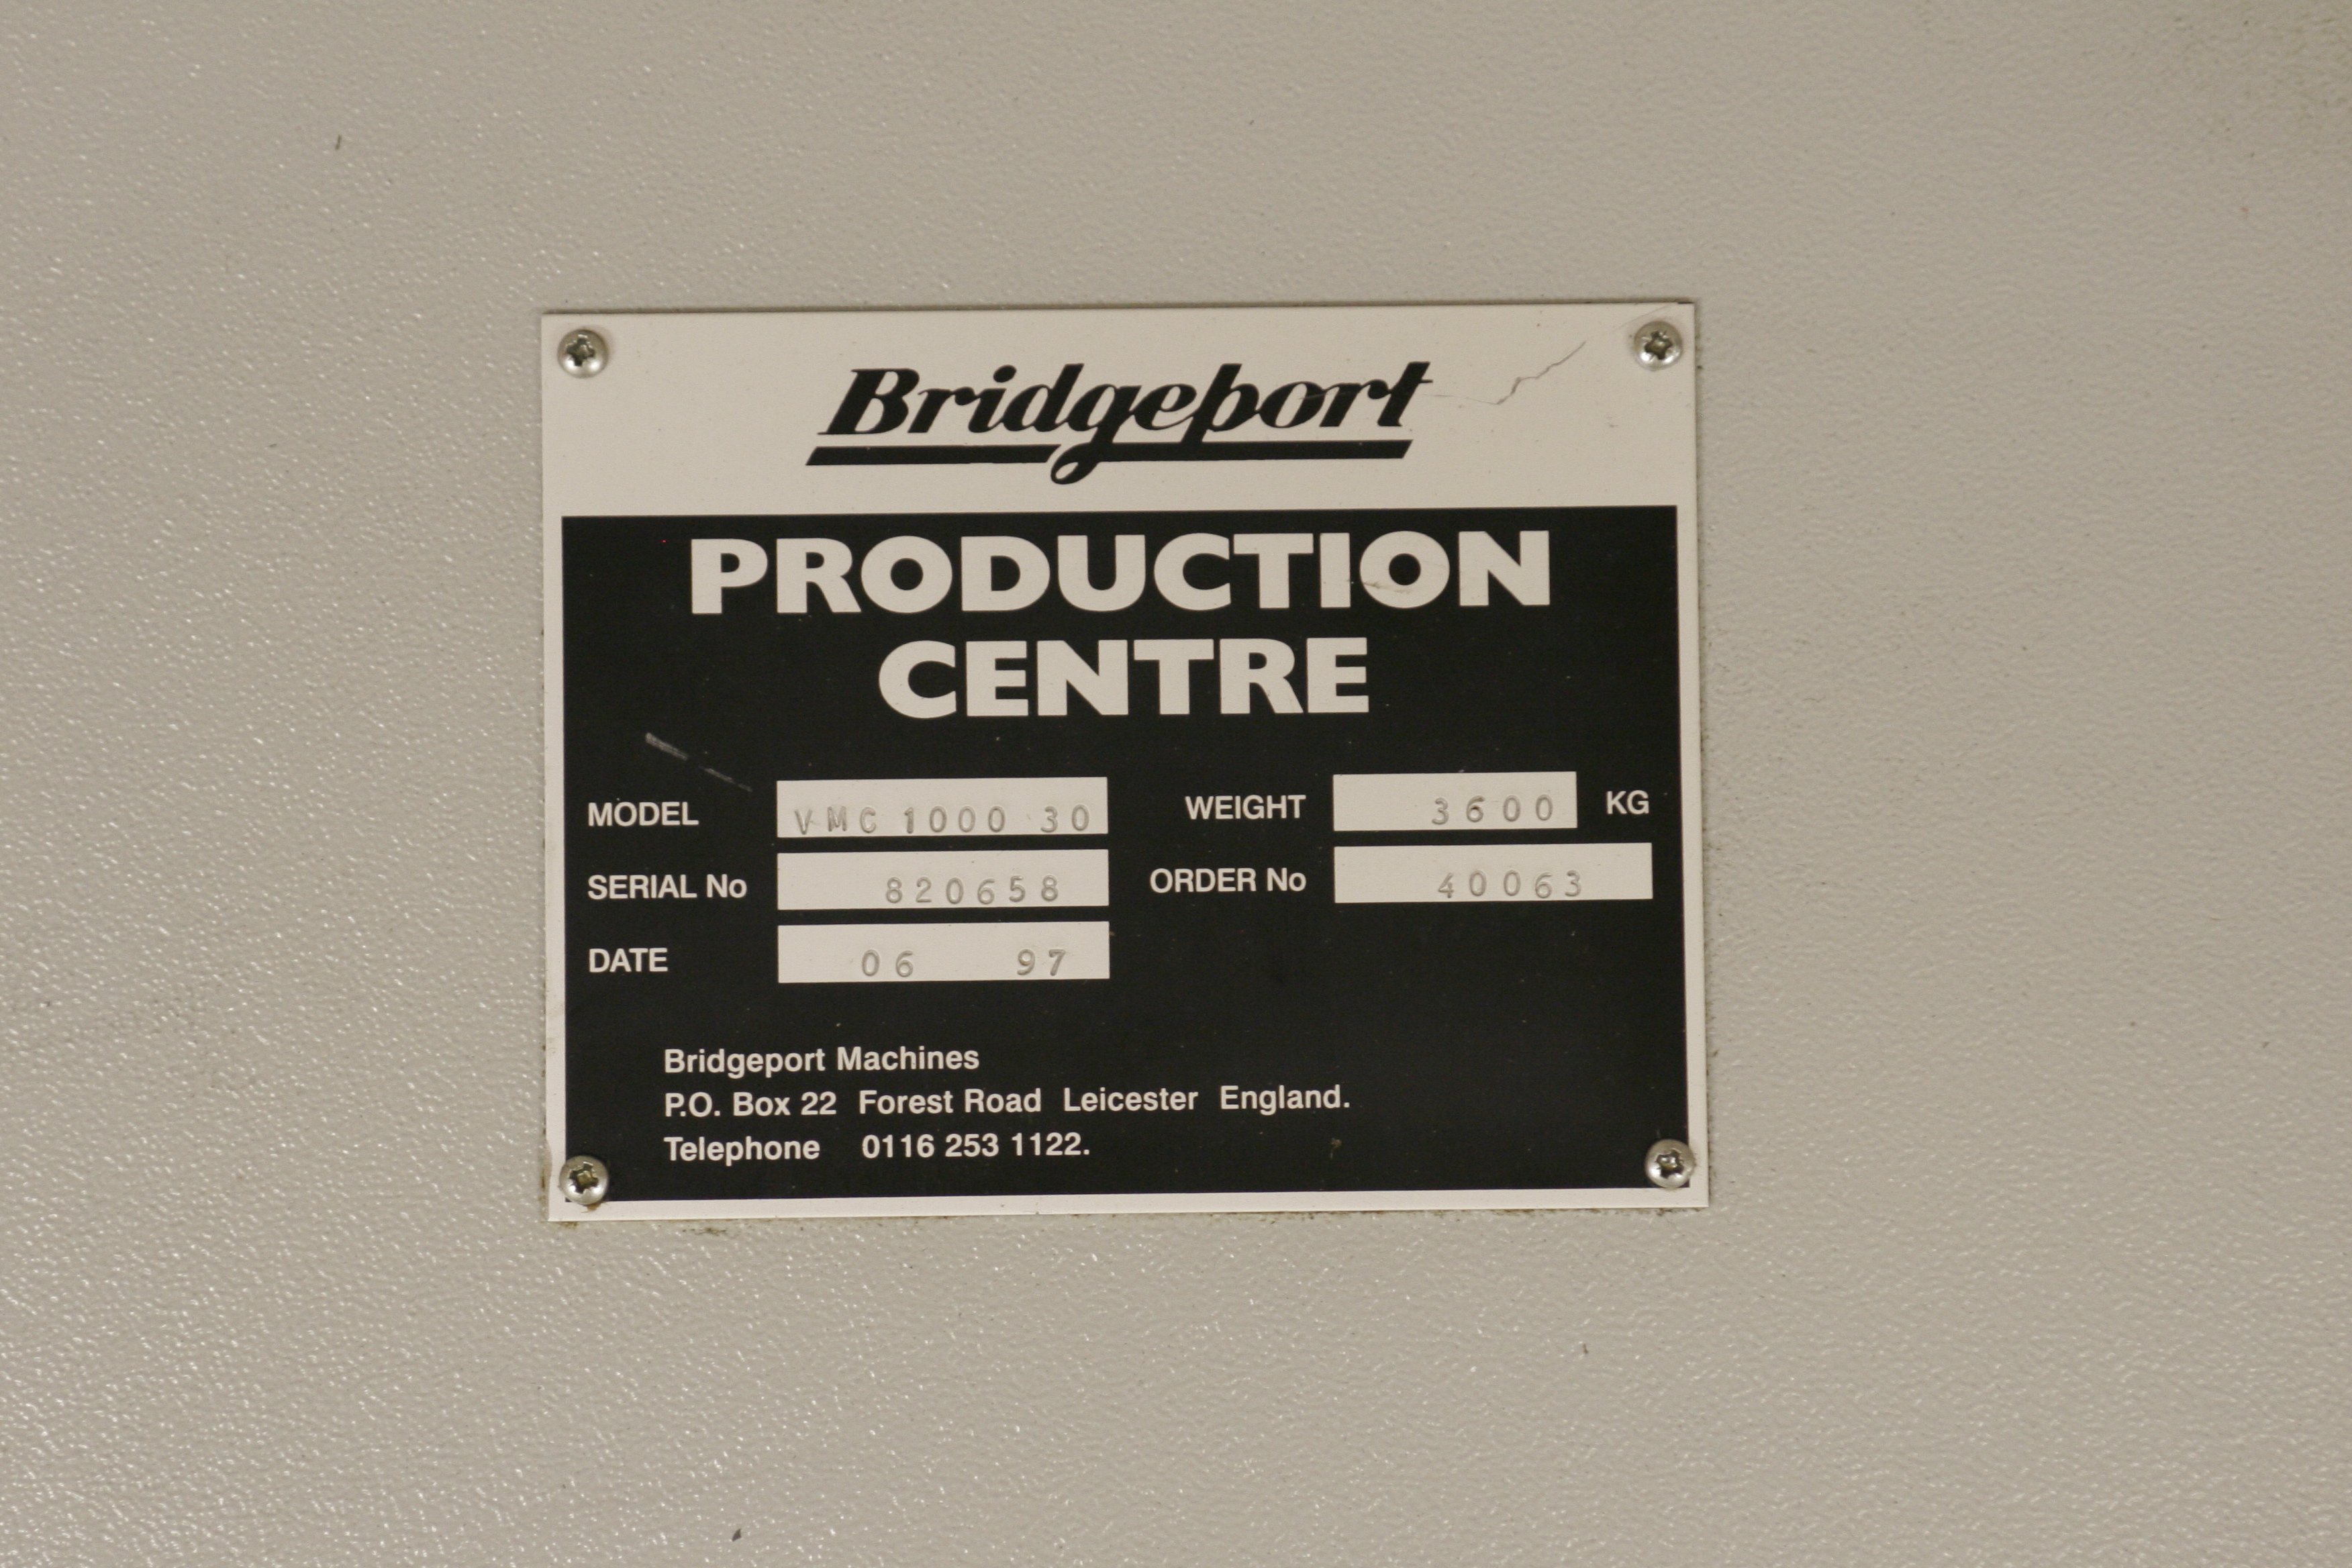 Bridgeport
PRODUCTION
CENTRE
MODEL VMC 1000 30 WEIGHT 3600 KG
SERIAL No 820658 ORDER No 40063
DATE 06 97
Bridgeport Machines
P.O. Box 22 Forest Road Leicester England.
Telephone 0116 253 1122.